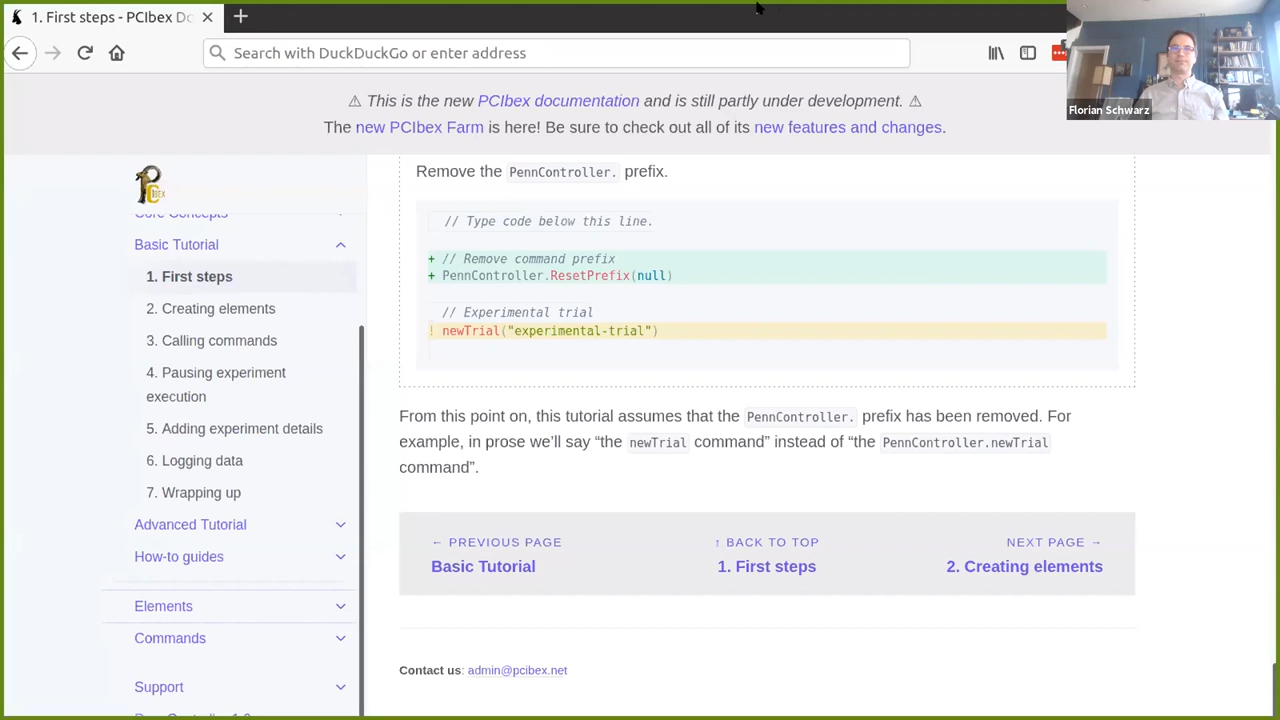 1. First steps - PCIbex Do
Search with DuckDuckGo or enter address
Florian Schwarz
⚠ This is the new PCIbex documentation and is still partly under development. ⚠
The new PCIbex Farm is here! Be sure to check out all of its new features and changes.
Core Concepts
Basic Tutorial
1. First steps
2. Creating elements
3. Calling commands
4. Pausing experiment
execution
5. Adding experiment details
6. Logging data
7. Wrapping up
Advanced Tutorial
How-to guides
Elements
Commands
Support
Remove the PennController. prefix.
// Type code below this line.
+ // Remove command prefix
+ PennController.ResetPrefix(null)
// Experimental trial
! newTrial("experimental-trial")
From this point on, this tutorial assumes that the PennController. prefix has been removed. For
example, in prose we’ll say “the newTrial command” instead of “the PennController.newTrial
command”.
← PREVIOUS PAGE
Basic Tutorial
↑ BACK TO TOP
1. First steps
NEXT PAGE →
2. Creating elements
Contact us: admin@pcibex.net